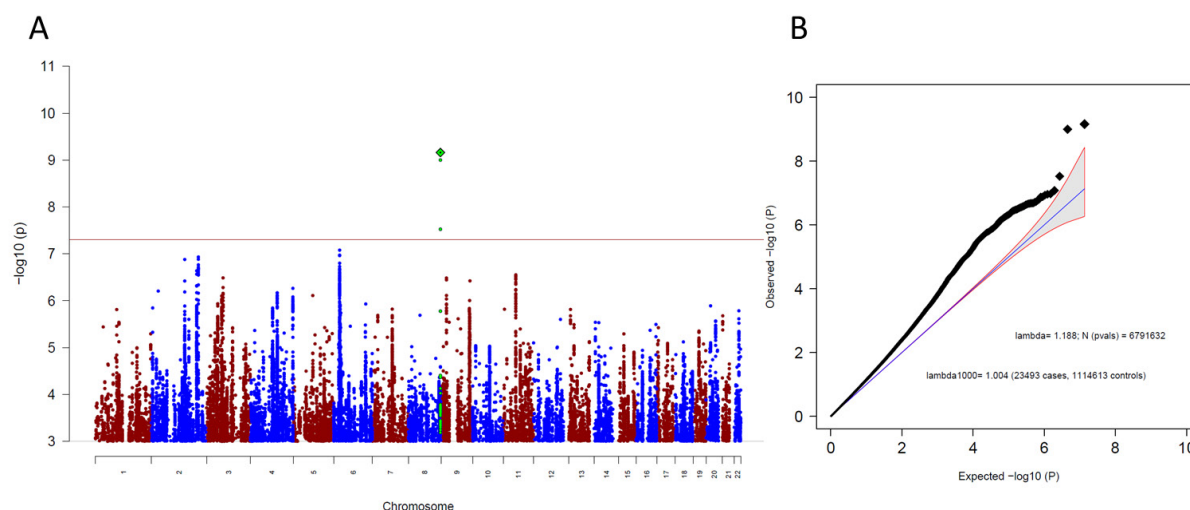 A
11
10
9
8
7
6
5
4
3
−log10 (p)
1 2 3 4 5 6 7 8 9 10 11 12 13 14 15 16 17 18 19 20 21 22
Chromosome
B
10
8
6
4
2
0
Observed −log10 (P)
lambda= 1.188; N (pvals) = 6791632
lambda1000= 1.004 (23493 cases, 1114613 controls)
0 2 4 6 8 10
Expected −log10 (P)